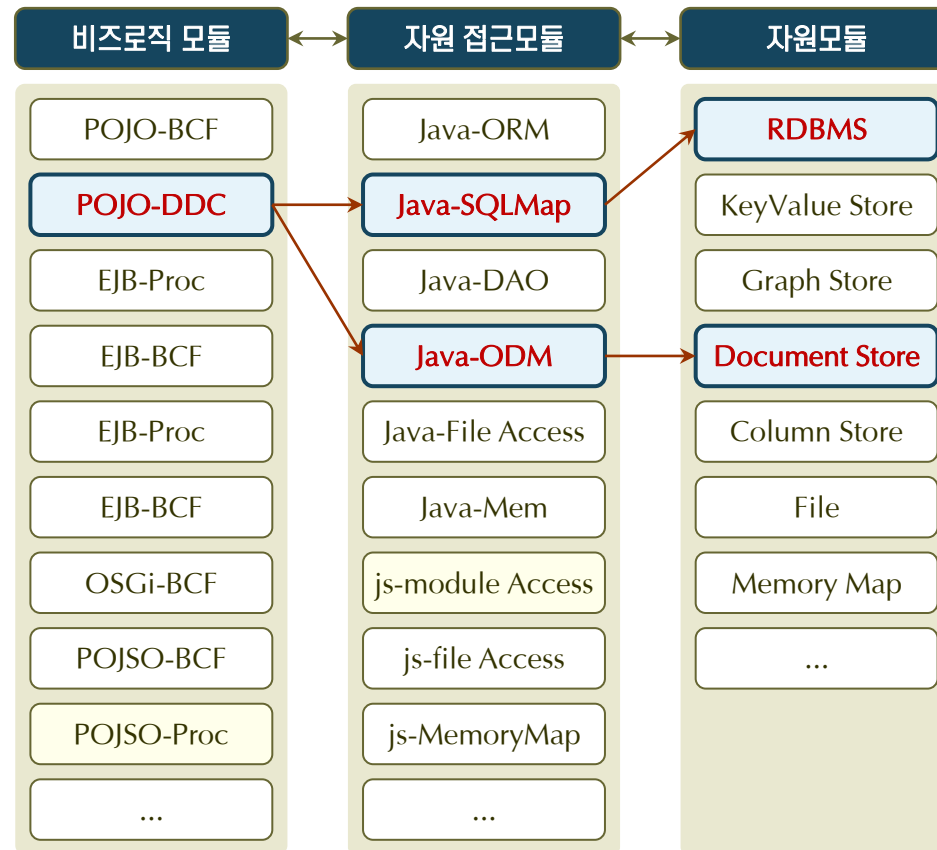 비즈로직 모듈
자원 접근모듈
자원모듈
POJO-BCF
POJO-DDC
EJB-Proc
EJB-BCF
EJB-Proc
EJB-BCF
OSGi-BCF
POJSO-BCF
POJSO-Proc
...
Java-ORM
Java-SQLMap
Java-DAO
Java-ODM
Java-File Access
Java-Mem
js-module Access
js-file Access
js-MemoryMap
...
RDBMS
KeyValue Store
Graph Store
Document Store
Column Store
File
Memory Map
...